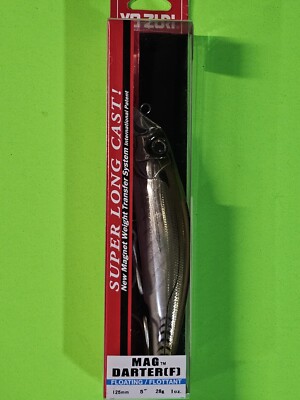 YO-ZURI
SUPER LONG CAST!
New Magnet Weight Transfer System International Patent
MAG™
DARTER(F)
FLOATING / FLOTTANT
125mm 5" 28g 1oz.